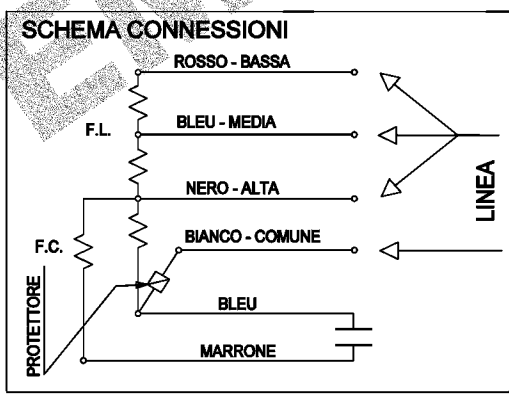 SCHEMA CONNESSIONI
ROSSO - BASSA
F.L.
BLEU - MEDIA
NERO - ALTA
LINEA
BIANCO - COMUNE
F.C.
PROTETTORE
BLEU
MARRONE